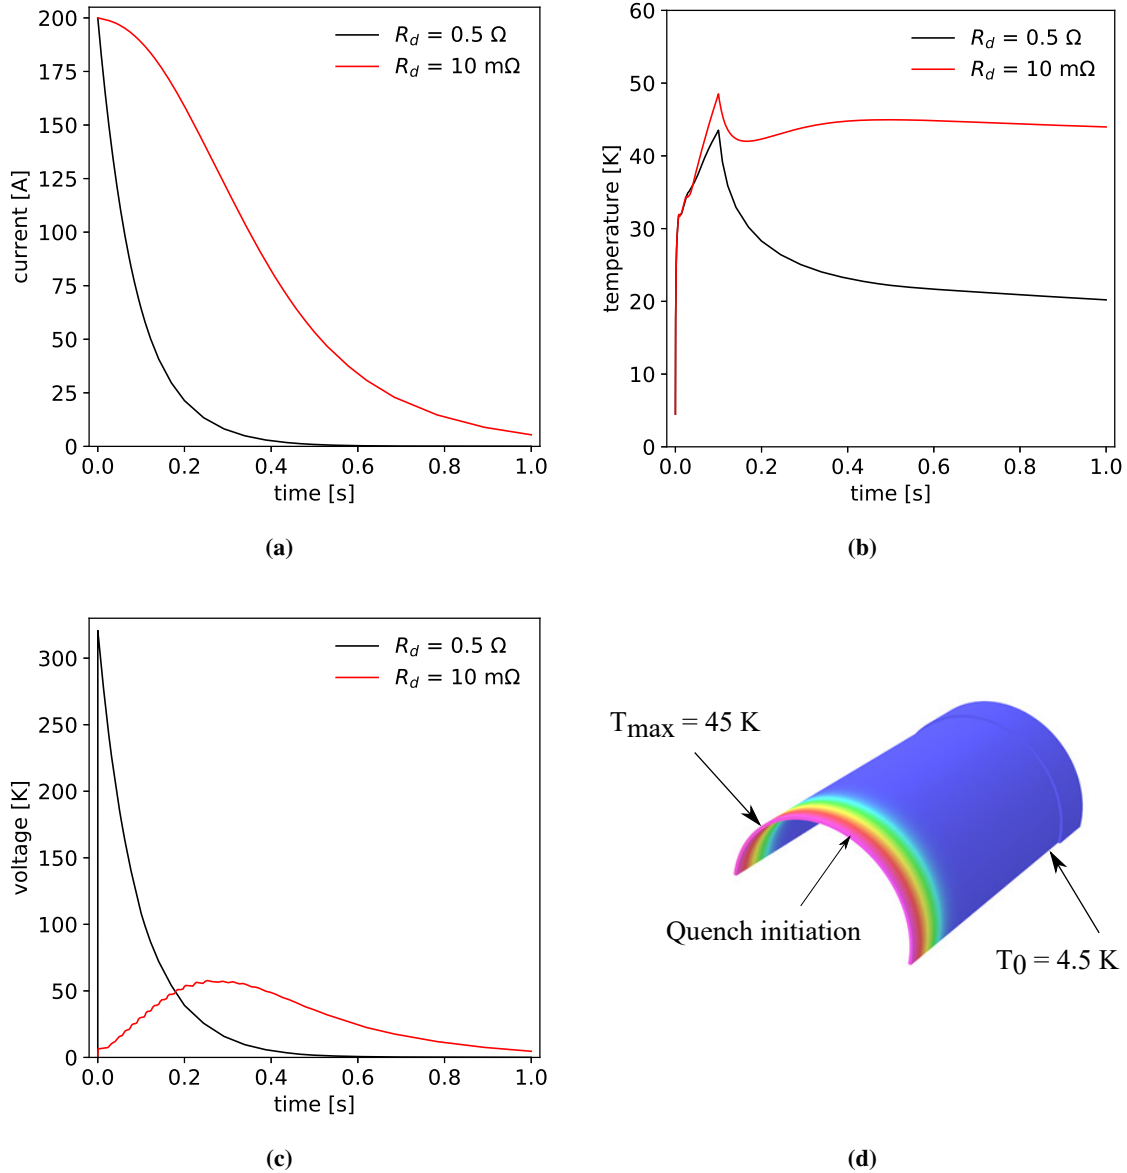 200
175
150
125
100
75
50
25
0
current [A]
0.0 0.2 0.4 0.6 0.8 1.0
time [s]
R_d = 0.5 Ω
R_d = 10 mΩ
(a)
60
50
40
30
20
10
0
temperature [K]
0.0 0.2 0.4 0.6 0.8 1.0
time [s]
R_d = 0.5 Ω
R_d = 10 mΩ
(b)
300
250
200
150
100
50
0
voltage [K]
0.0 0.2 0.4 0.6 0.8 1.0
time [s]
R_d = 0.5 Ω
R_d = 10 mΩ
(c)
T_max = 45 K
Quench initiation
T_0 = 4.5 K
(d)